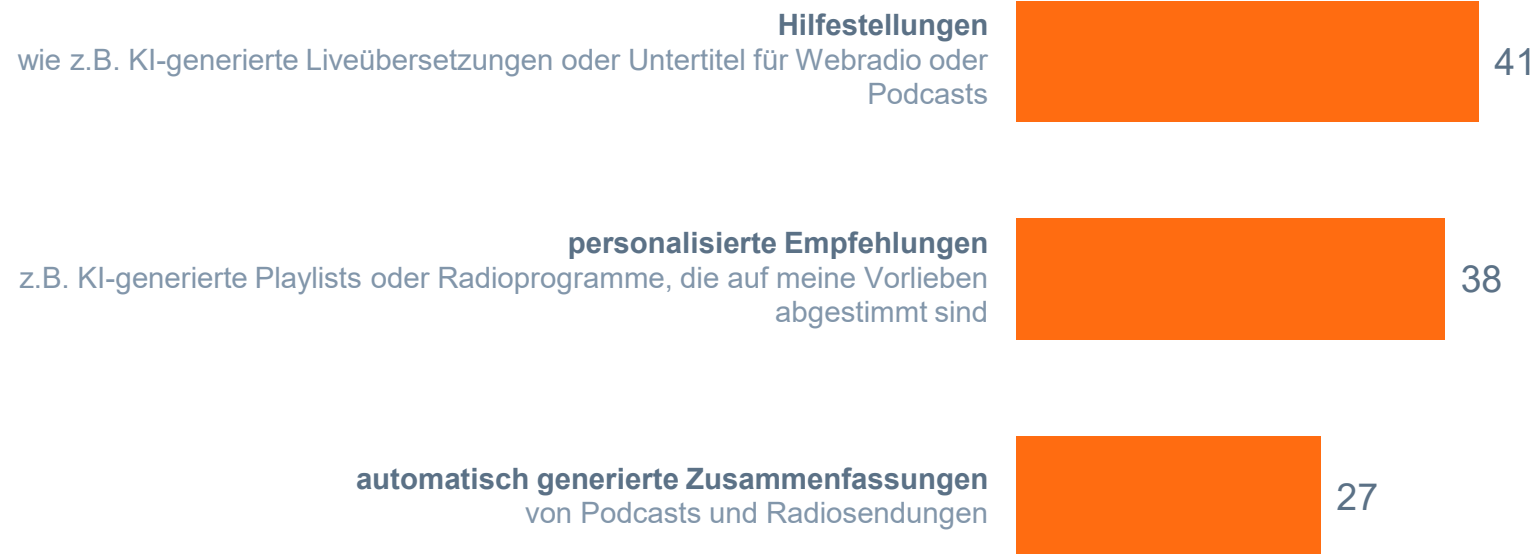 Hilfestellungen
wie z.B. KI-generierte Liveübersetzungen oder Untertitel für Webradio oder
Podcasts
41
personalisierte Empfehlungen
z.B. KI-generierte Playlists oder Radioprogramme, die auf meine Vorlieben
abgestimmt sind
38
automatisch generierte Zusammenfassungen
von Podcasts und Radiosendungen
27